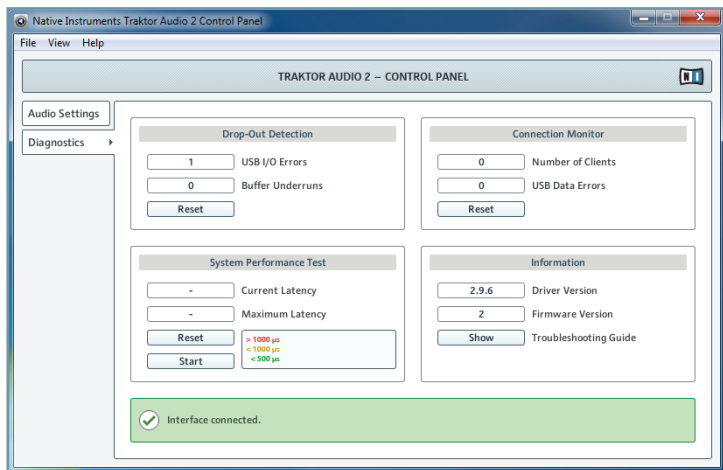 Native Instruments Traktor Audio 2 Control Panel
File View Help
TRAKTOR AUDIO 2 – CONTROL PANEL
NI
Audio Settings
Diagnostics
Drop-Out Detection
1 USB I/O Errors
0 Buffer Underruns
Reset
Connection Monitor
0 Number of Clients
0 USB Data Errors
Reset
System Performance Test
- Current Latency
- Maximum Latency
Reset
Start
> 1000 µs
< 1000 µs
< 500 µs
Information
2.9.6 Driver Version
2 Firmware Version
Show Troubleshooting Guide
Interface connected.